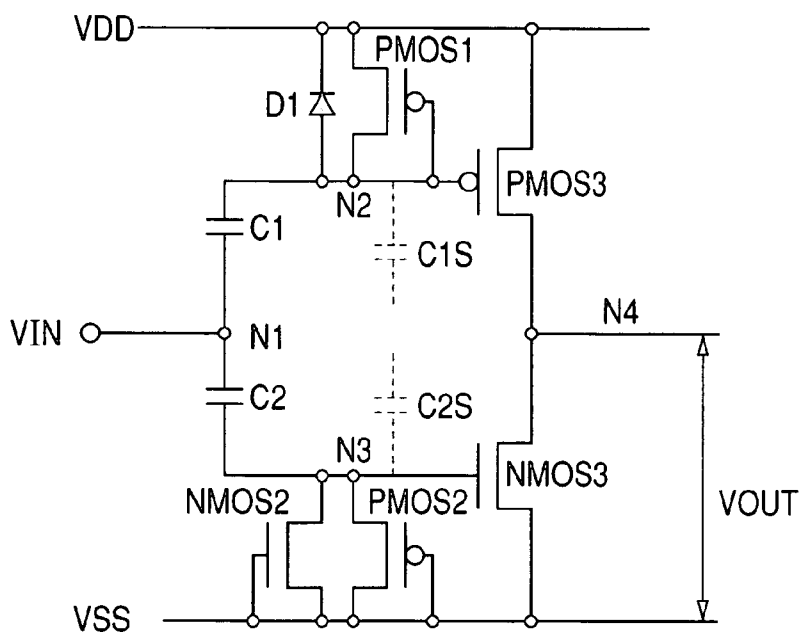 VDD
PMOS1
D1
N2
PMOS3
C1
C1S
VIN
N1
N4
C2
C2S
N3
NMOS2
PMOS2
NMOS3
VOUT
VSS